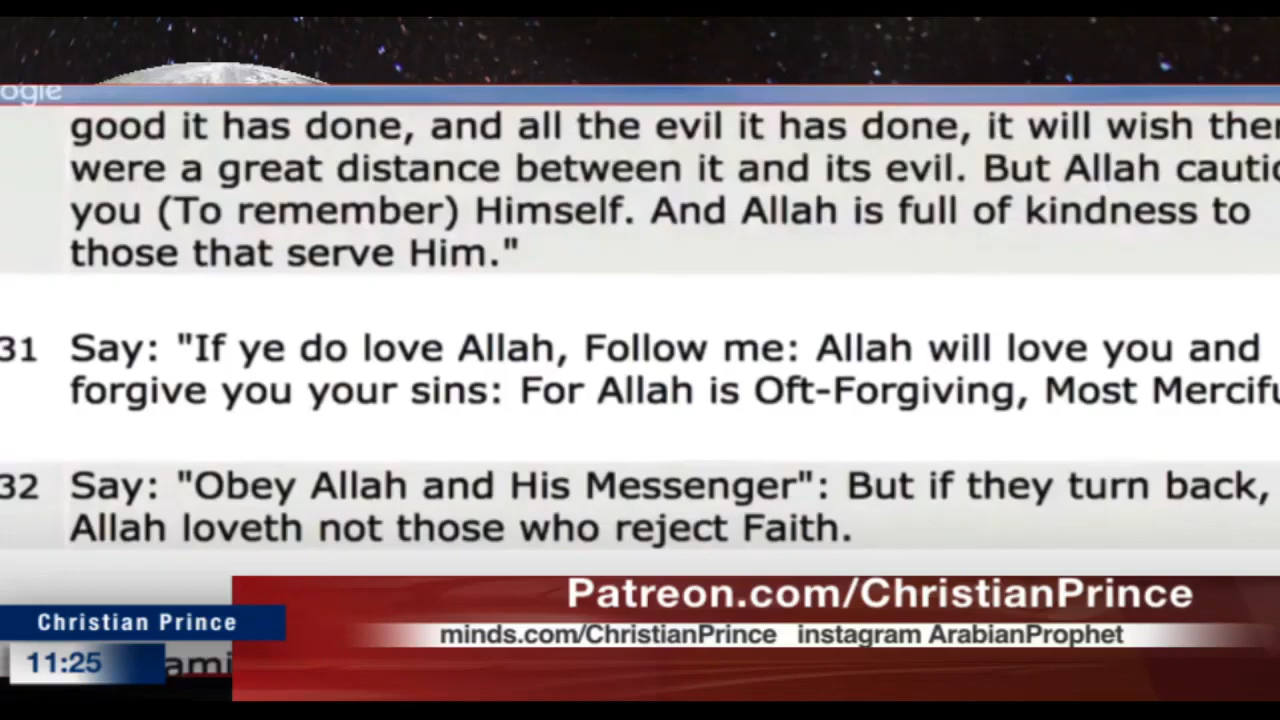 ogle
good it has done, and all the evil it has done, it will wish
were a great distance between it and its evil. But Allah
you (To remember) Himself. And Allah is full of kindness to
those that serve Him."
31 Say: "If ye do love Allah, Follow me: Allah will love you and
forgive you your sins: For Allah is Oft-Forgiving, Most
32 Say: "Obey Allah and His Messenger": But if they turn back,
Allah loveth not those who reject Faith.
Patreon.com/ChristianPrince
Christian Prince
minds.com/ChristianPrince instagram ArabianProphet
11:25
ami